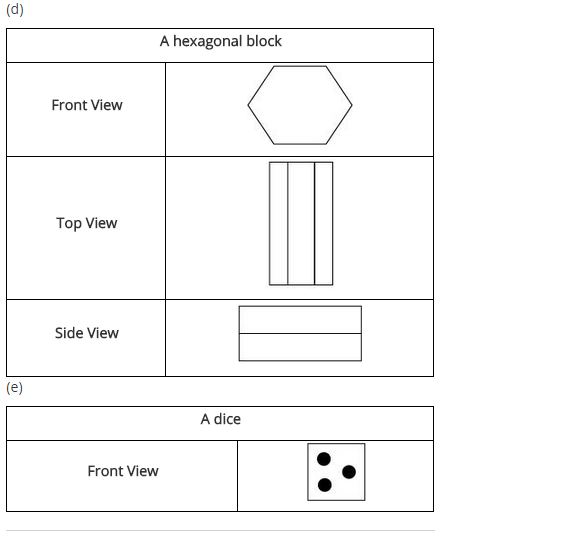 (d)
A hexagonal block
Front View
Top View
Side View
(e)
A dice
Front View